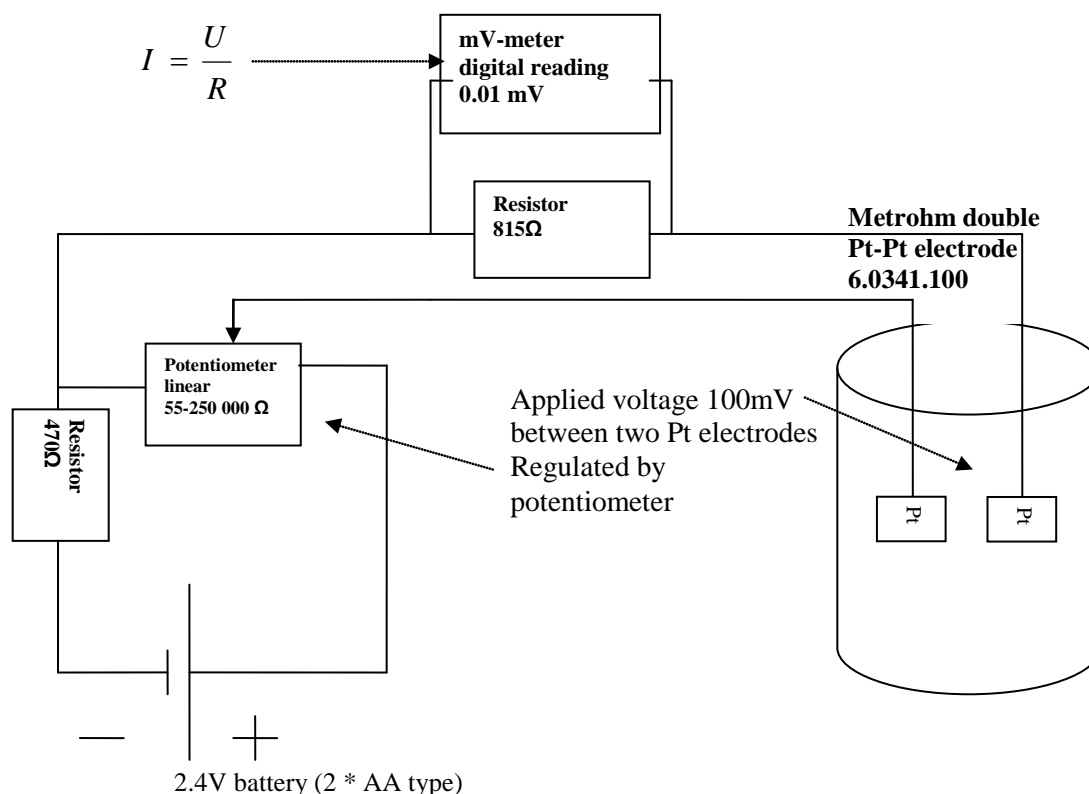 I = U / R
mV-meter
digital reading
0.01 mV
Resistor
815Ω
Metrohm double
Pt-Pt electrode
6.0341.100
Potentiometer
linear
55-250 000 Ω
Resistor
470Ω
Applied voltage 100mV
between two Pt electrodes
Regulated by
potentiometer
Pt
Pt
— +
2.4V battery (2 * AA type)